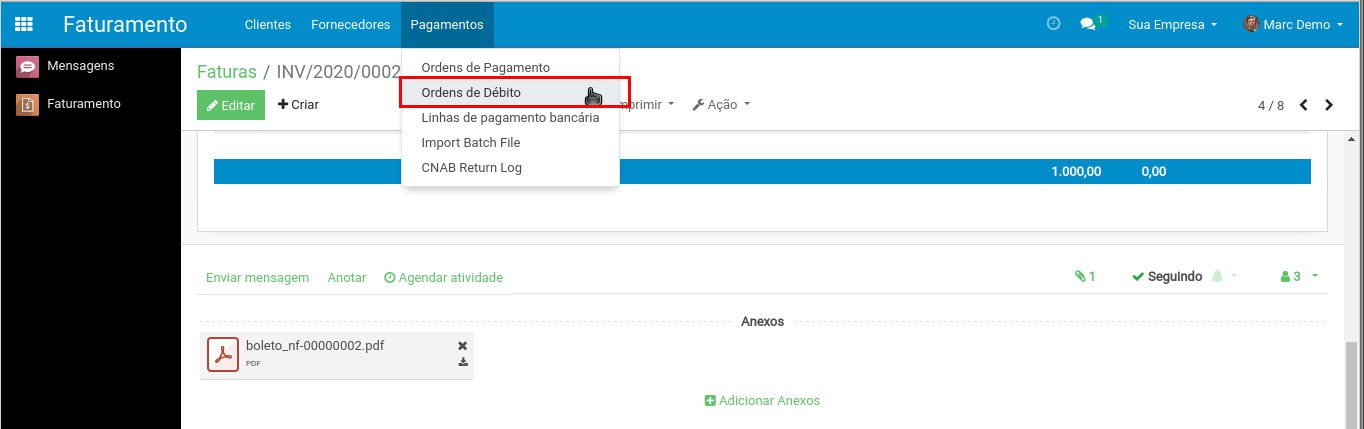 Faturamento Clientes Fornecedores Pagamentos 1 Sua Empresa Marc Demo
Mensagens
Faturamento
Faturas / INV/2020/0002
Ordens de Pagamento
Ordens de Débito
Linhas de pagamento bancária
Import Batch File
CNAB Return Log
Editar Criar mprimir Ação 4 / 8
1.000,00 0,00
Enviar mensagem Anotar Agendar atividade 1 Seguindo 3
Anexos
boleto_nf-00000002.pdf
PDF
Adicionar Anexos